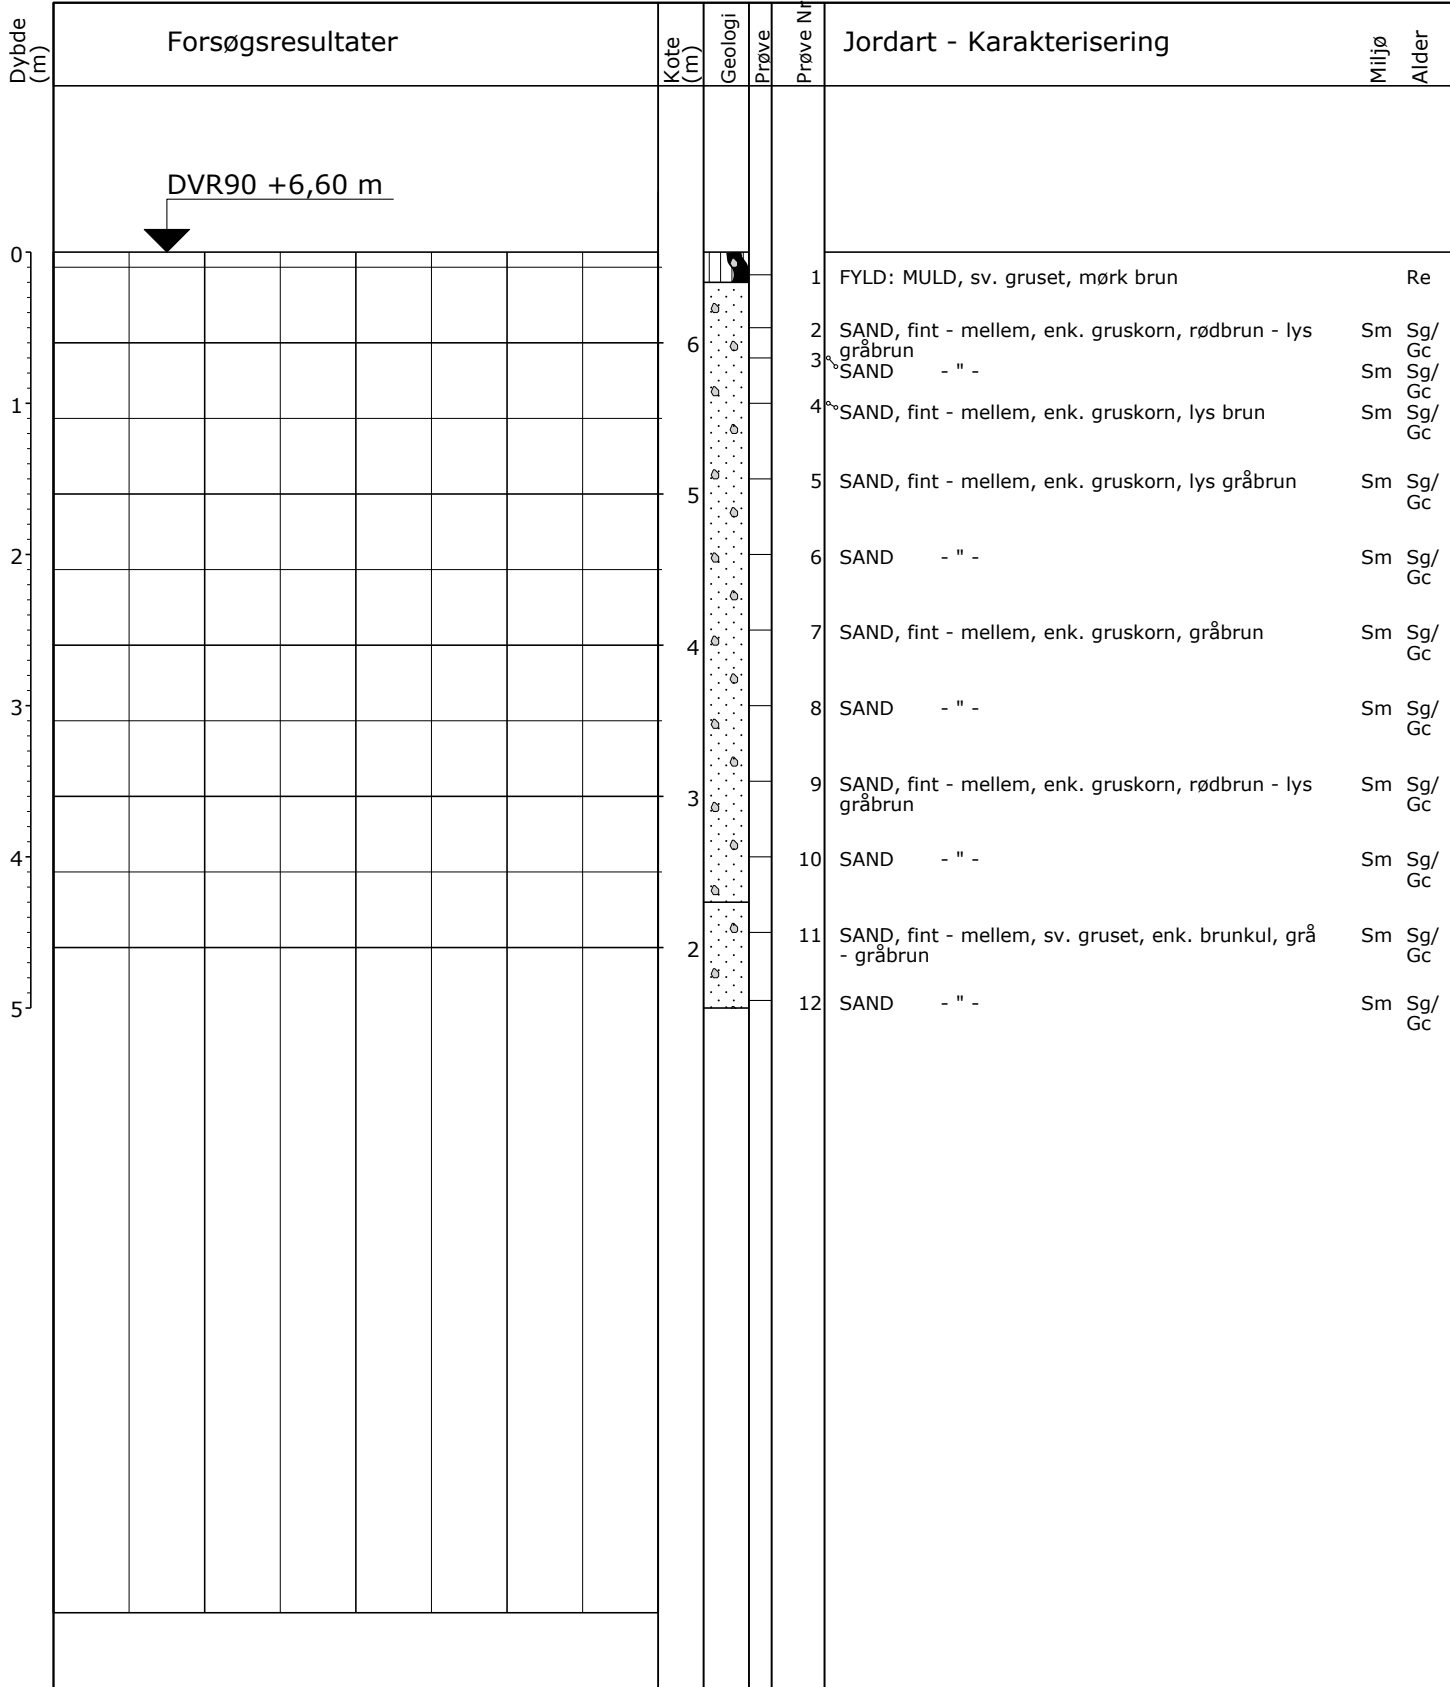 Dybde (m)
Forsøgsresultater
Kote (m)
Geologi
Prøve
Prøve Nr
Jordart - Karakterisering
Miljø
Alder
DVR90 +6,60 m
0
1 FYLD: MULD, sv. gruset, mørk brun Re
2 SAND, fint - mellem, enk. gruskorn, rødbrun - lys Sm Sg/
6
gråbrun Gc
3 SAND - " - Sm Sg/
Gc
1
4 SAND, fint - mellem, enk. gruskorn, lys brun Sm Sg/
Gc
5 SAND, fint - mellem, enk. gruskorn, lys gråbrun Sm Sg/
5
Gc
2
6 SAND - " - Sm Sg/
Gc
7 SAND, fint - mellem, enk. gruskorn, gråbrun Sm Sg/
4
Gc
3
8 SAND - " - Sm Sg/
Gc
9 SAND, fint - mellem, enk. gruskorn, rødbrun - lys Sm Sg/
3
gråbrun Gc
4
10 SAND - " - Sm Sg/
Gc
11 SAND, fint - mellem, sv. gruset, enk. brunkul, grå Sm Sg/
2
- gråbrun Gc
5
12 SAND - " - Sm Sg/
Gc